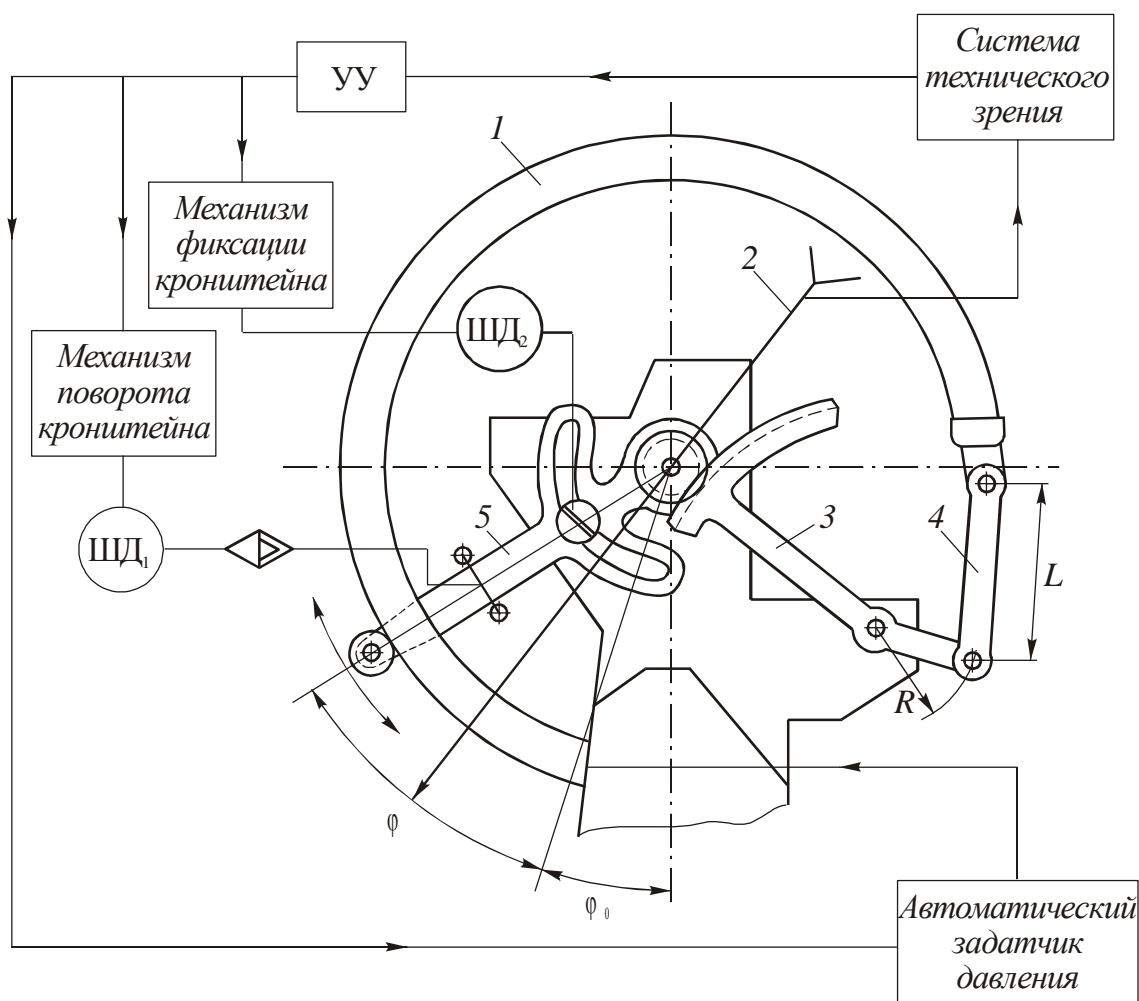 УУ
Система
технического
зрения
1
Механизм
фиксации
кронштейна
2
ШД2
Механизм
поворота
кронштейна
5
3
4
ШД1
L
R
φ
φ0
Автоматический
задатчик
давления